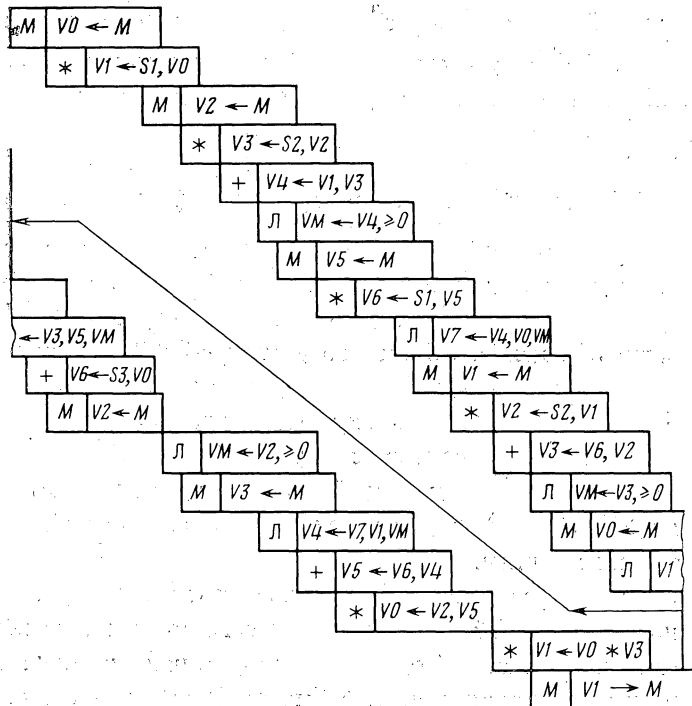 М V0 ← M
* V1 ← S1, V0
М V2 ← M
* V3 ← S2, V2
+ V4 ← V1, V3
Л VM ← V4, ≥0
М V5 ← M
* V6 ← S1, V5
Л V7 ← V4, V0, VM
М V1 ← M
* V2 ← S2, V1
+ V3 ← V6, V2
Л VM ← V3, ≥0
М V0 ← M
Л V1
← V3, V5, VM
+ V6 ← S3, V0
М V2 ← M
Л VM ← V2, ≥0
М V3 ← M
Л V4 ← V7, V1, VM
+ V5 ← V6, V4
* V0 ← V2, V5
* V1 ← V0 * V3
М V1 → M